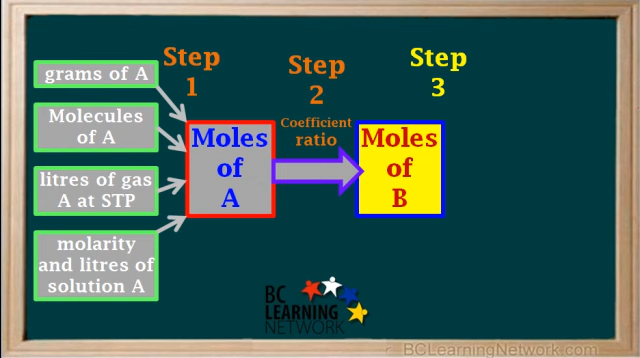 Step
1
Step
2
Step
3
grams of A
Molecules
of A
litres of gas
A at STP
molarity
and litres of
solution A
Moles
of
A
Coefficient
ratio
Moles
of
B
BC
LEARNING
NETWORK
BCLearningNetwork.com